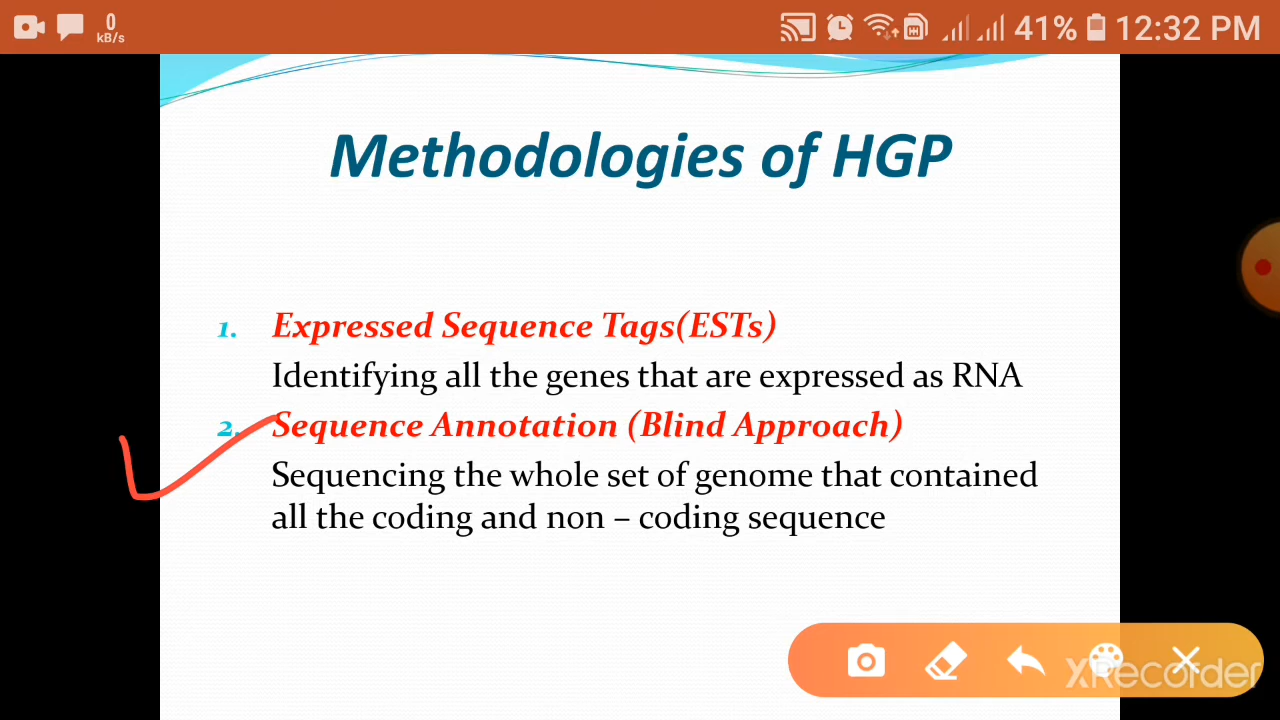 0
kB/s
41% 12:32 PM
Methodologies of HGP
1. Expressed Sequence Tags(ESTs)
Identifying all the genes that are expressed as RNA
2. Sequence Annotation (Blind Approach)
Sequencing the whole set of genome that contained
all the coding and non – coding sequence
XRecorder